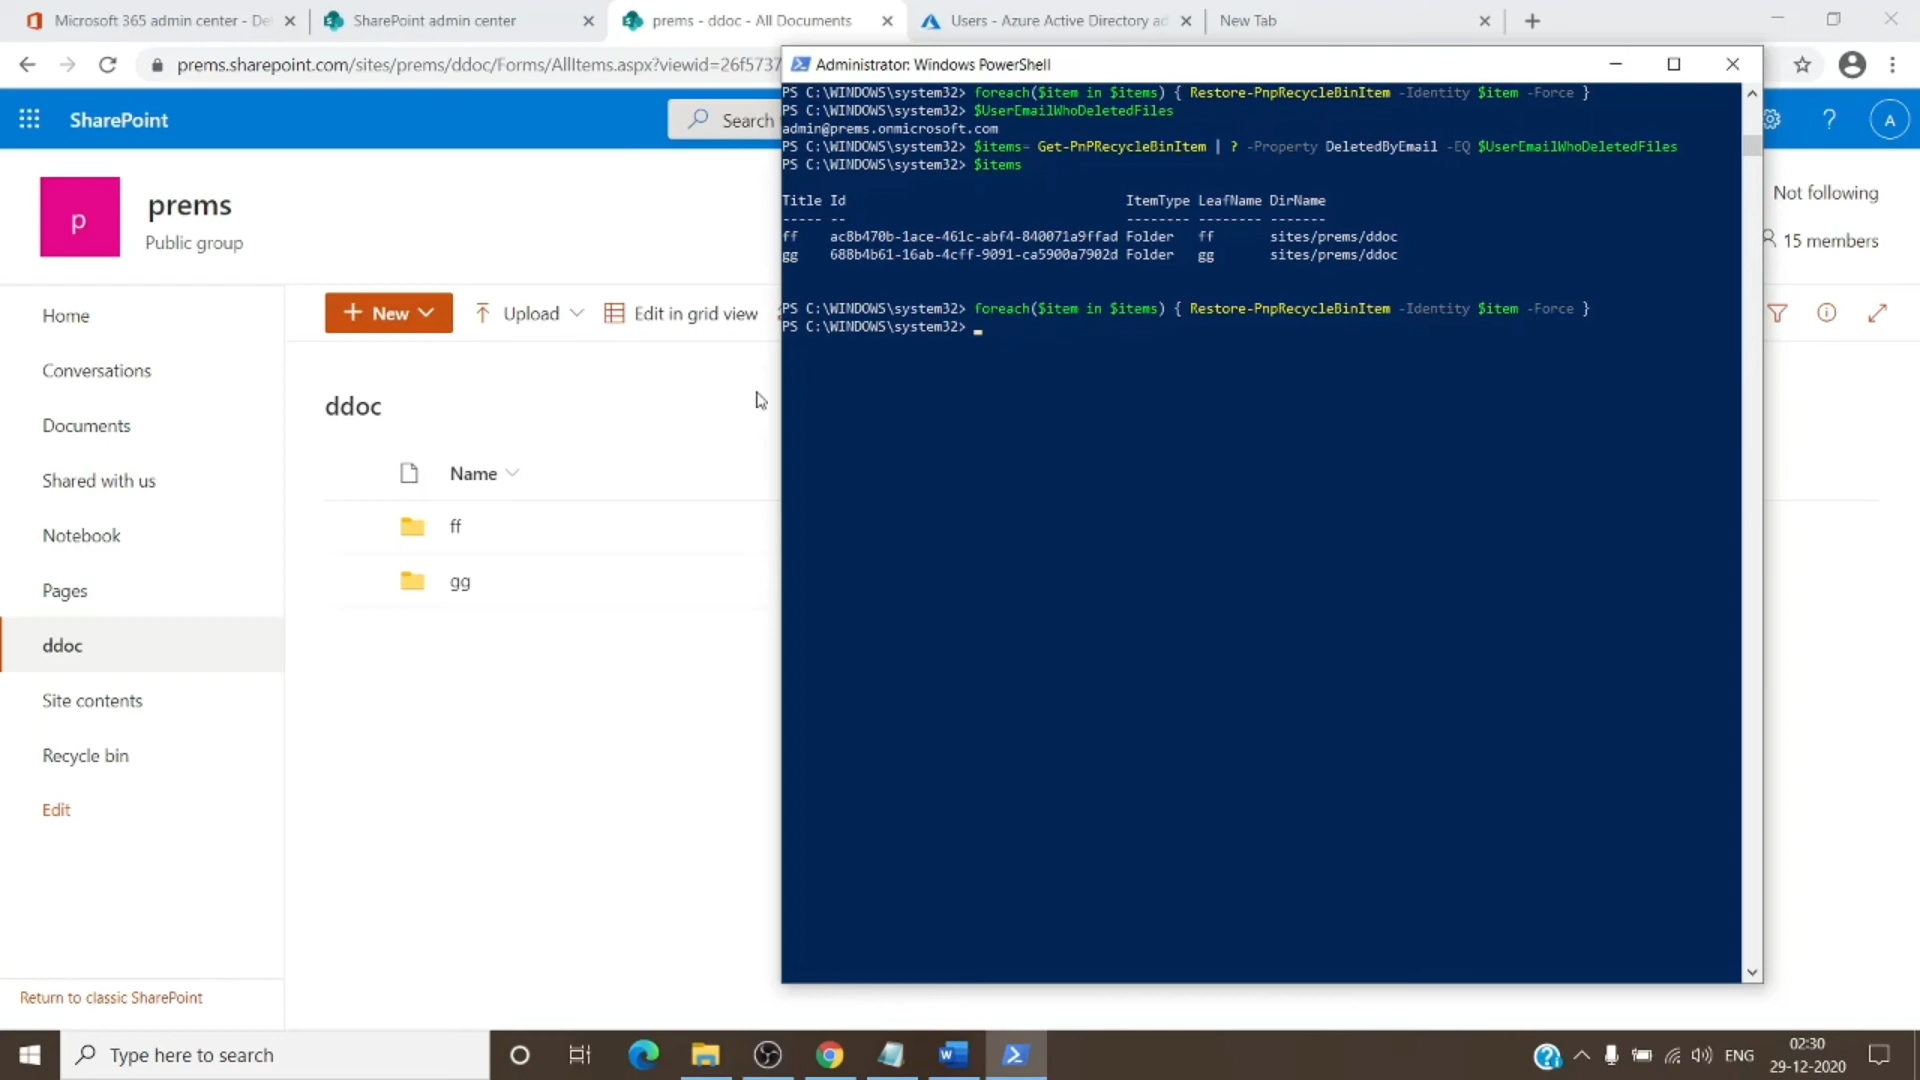 Microsoft 365 admin center - De
SharePoint admin center
prems - ddoc - All Documents
Users - Azure Active Directory ad
New Tab
prems.sharepoint.com/sites/prems/ddoc/Forms/AllItems.aspx?viewid=26f5737
SharePoint
Search
?
A
p
prems
Public group
Not following
15 members
Home
Conversations
Documents
Shared with us
Notebook
Pages
ddoc
Site contents
Recycle bin
Edit
Return to classic SharePoint
New
Upload
Edit in grid view
ddoc
Name
ff
gg
Administrator: Windows PowerShell
PS C:\WINDOWS\system32> foreach($item in $items) { Restore-PnpRecycleBinItem -Identity $item -Force }
PS C:\WINDOWS\system32> $UserEmailWhoDeletedFiles
admin@prems.onmicrosoft.com
PS C:\WINDOWS\system32> $items= Get-PnPRecycleBinItem | ? -Property DeletedByEmail -EQ $UserEmailWhoDeletedFiles
PS C:\WINDOWS\system32> $items
Title Id ItemType LeafName DirName
----- -- -------- -------- -------
ff ac8b470b-1ace-461c-abf4-840071a9ffad Folder ff sites/prems/ddoc
gg 688b4b61-16ab-4cff-9091-ca5900a7902d Folder gg sites/prems/ddoc
PS C:\WINDOWS\system32> foreach($item in $items) { Restore-PnpRecycleBinItem -Identity $item -Force }
PS C:\WINDOWS\system32> _
Type here to search
ENG
02:30
29-12-2020